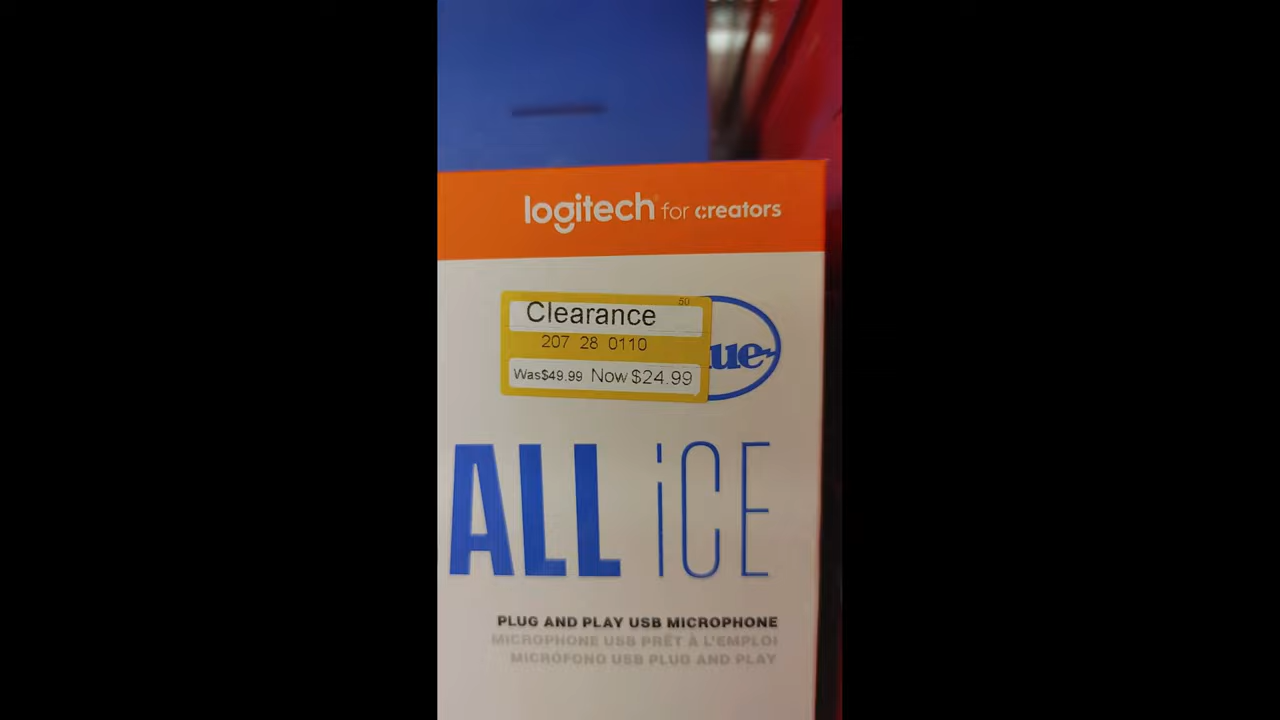 logitech for creators
50
Clearance
207 28 0110
Was$49.99 Now $24.99
ue
ALL iCE
PLUG AND PLAY USB MICROPHONE
MICROPHONE USB PRÊT À L'EMPLOI
MICRÓFONO USB PLUG AND PLAY